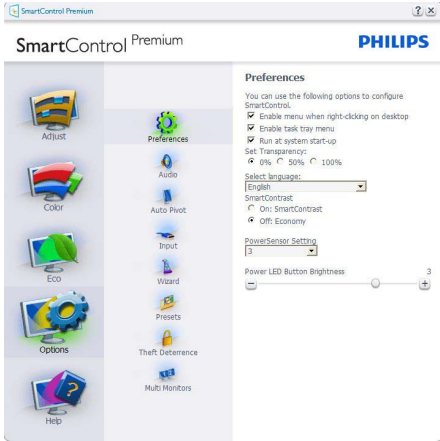 SmartControl Premium
SmartControl Premium
PHILIPS
Adjust
Color
Eco
Options
Help
Preferences
Audio
Auto Pivot
Input
Wizard
Presets
Theft Deterrence
Multi Monitors
Preferences
You can use the following options to configure
SmartControl.
Enable menu when right-clicking on desktop
Enable task tray menu
Run at system start-up
Set Transparency:
0% 50% 100%
Select language:
English
SmartContrast
On: SmartContrast
Off: Economy
PowerSensor Setting
3
Power LED Button Brightness 3